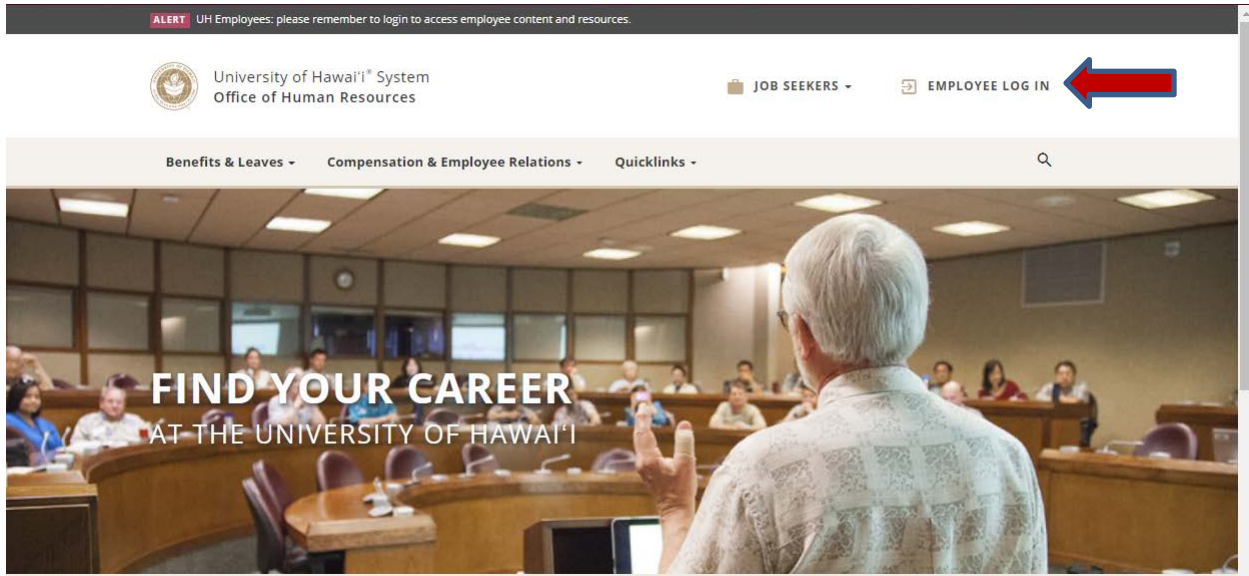 ALERT UH Employees: please remember to login to access employee content and resources.
University of Hawai‘i® System
Office of Human Resources
JOB SEEKERS
EMPLOYEE LOG IN
Benefits & Leaves
Compensation & Employee Relations
Quicklinks
FIND YOUR CAREER
AT THE UNIVERSITY OF HAWAI‘I